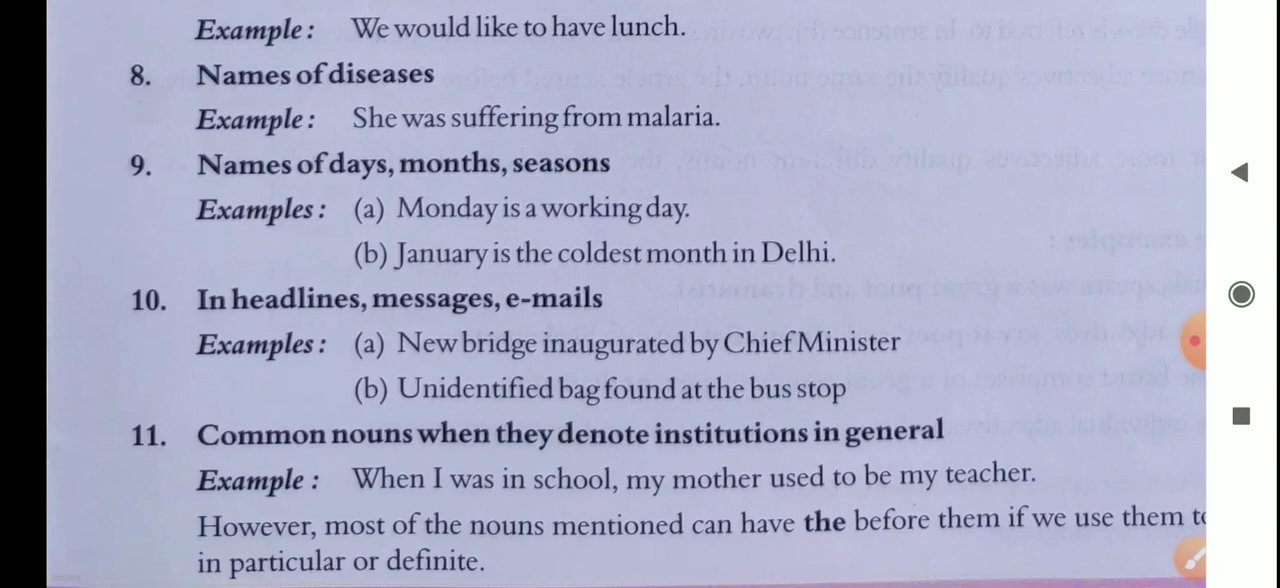 Example : We would like to have lunch.
8. Names of diseases
Example : She was suffering from malaria.
9. Names of days, months, seasons
Examples : (a) Monday is a working day.
(b) January is the coldest month in Delhi.
10. In headlines, messages, e-mails
Examples : (a) New bridge inaugurated by Chief Minister
(b) Unidentified bag found at the bus stop
11. Common nouns when they denote institutions in general
Example : When I was in school, my mother used to be my teacher.
However, most of the nouns mentioned can have the before them if we use them
in particular or definite.